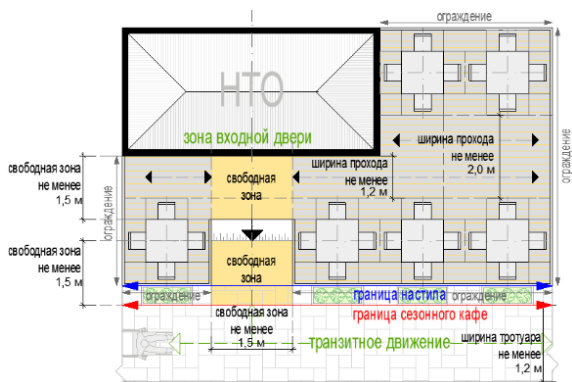 ограждение
НТО
зона входной двери
ширина прохода
не менее
2,0 м
свободная зона
не менее
1,5 м
свободная
зона
ширина прохода
не менее
1,2 м
ограждение
ограждение
свободная зона
не менее
1,5 м
свободная
зона
граница настила
ограждение
ограждение
свободная зона
не менее
1,5 м
граница сезонного кафе
транзитное движение
ширина тротуара
не менее
1,2 м